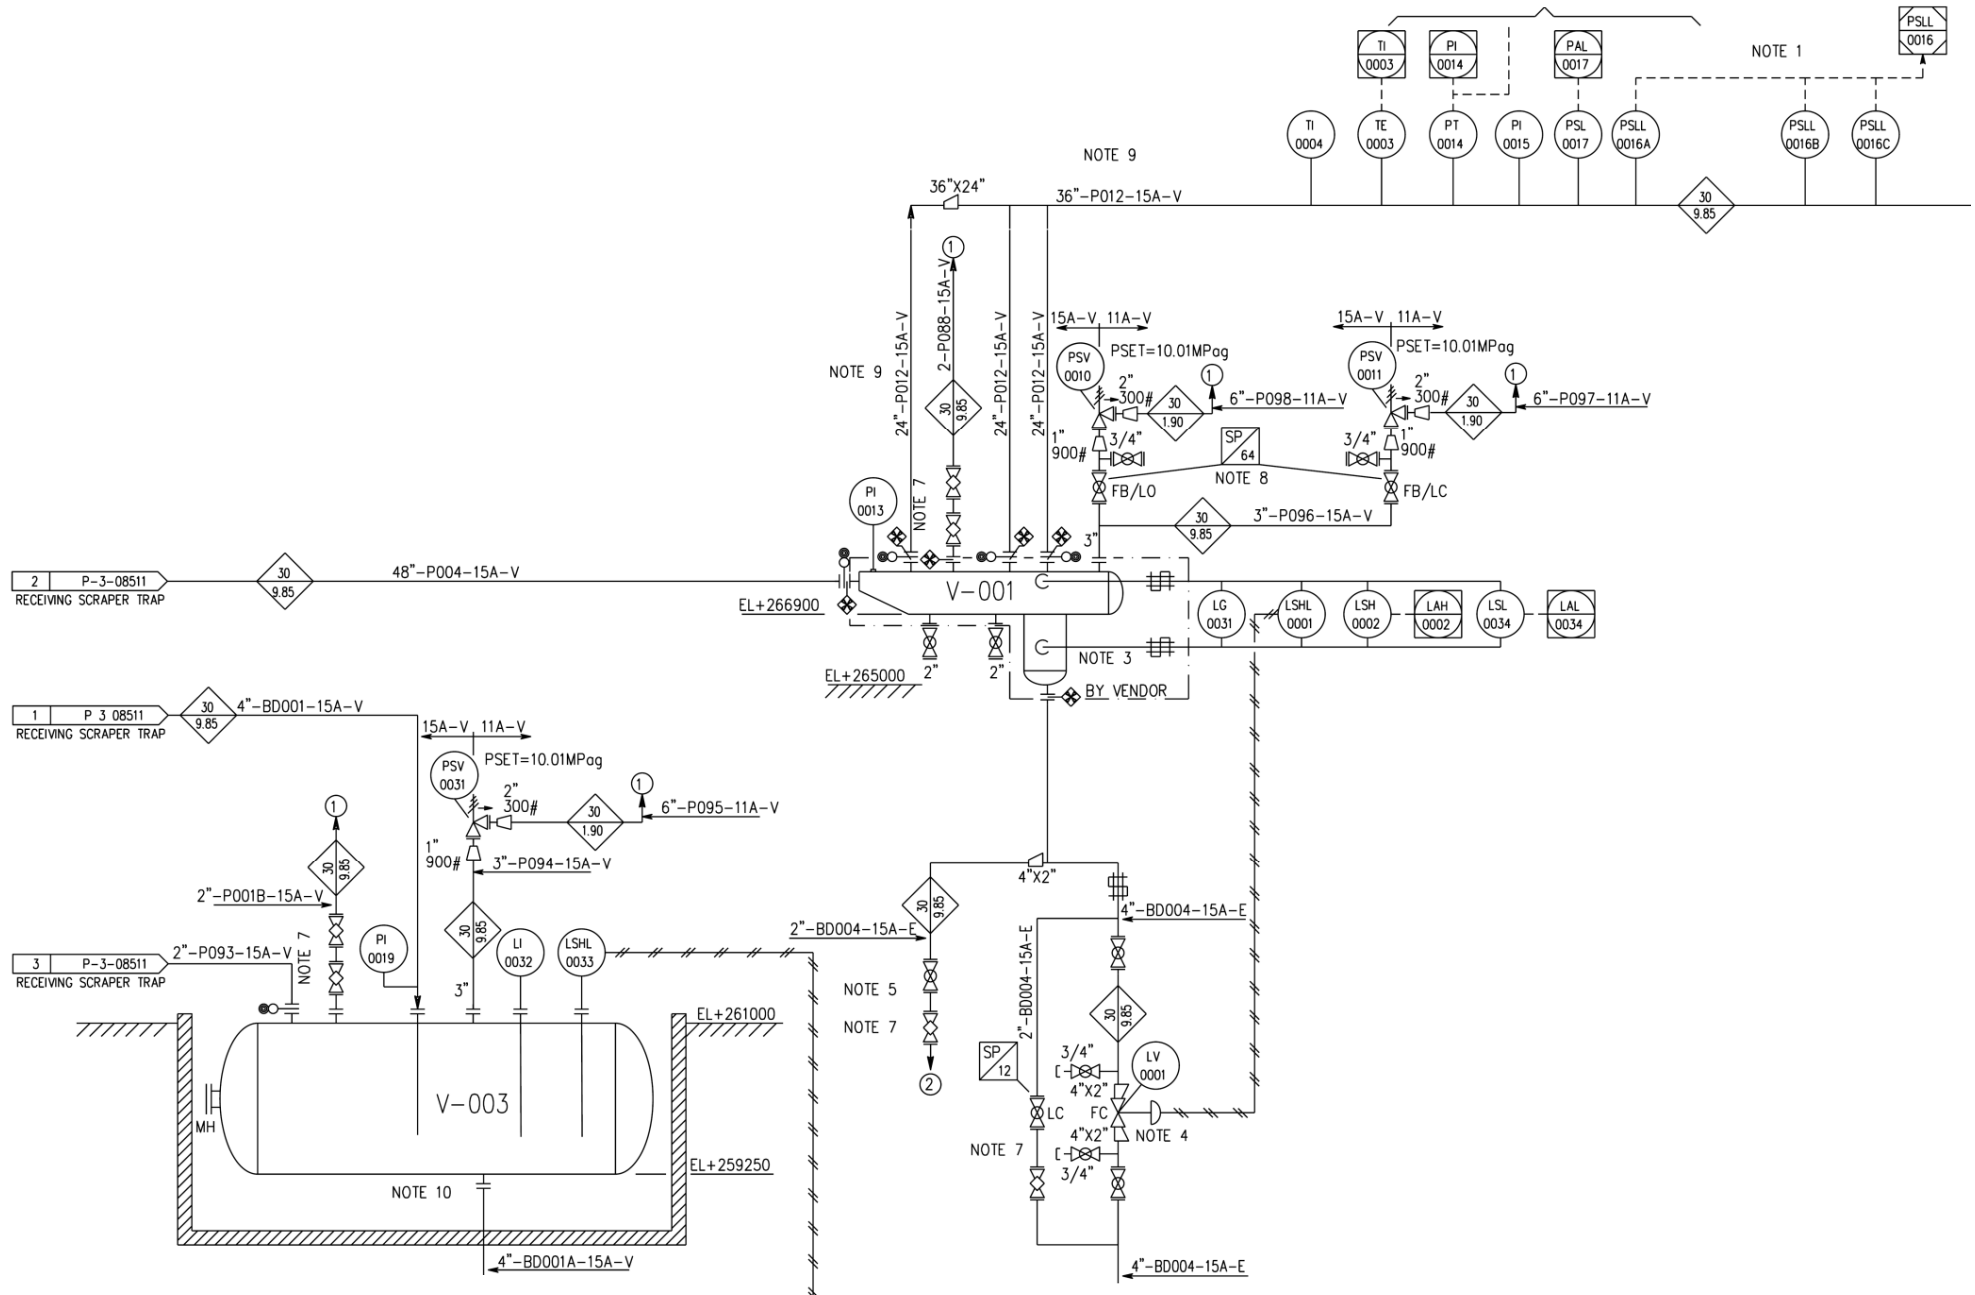 PSLL
0016
TI
0003
PI
0014
PAL
0017
NOTE 1
TI
0004
TE
0003
PT
0014
PI
0015
PSL
0017
PSLL
0016A
PSLL
0016B
PSLL
0016C
NOTE 9
36"X24"
36"-P012-15A-V
30
9.85
1
24"-P012-15A-V
2-P088-15A-V
24"-P012-15A-V
24"-P012-15A-V
NOTE 9
30
9.85
15A-V 11A-V
PSV
0010
PSET=10.01MPag
2"
300#
30
1.90
1
6"-P098-11A-V
1"
900#
3/4"
FB/LO
SP
64
NOTE 8
15A-V 11A-V
PSV
0011
PSET=10.01MPag
2"
300#
30
1.90
1
6"-P097-11A-V
3/4"
1"
900#
FB/LC
30
9.85
3"-P096-15A-V
3"
NOTE 7
PI
0013
2 P-3-08511
RECEIVING SCRAPER TRAP
30
9.85
48"-P004-15A-V
V-001
EL+266900
EL+265000
2"
2"
NOTE 3
BY VENDOR
LG
0031
LSHL
0001
LSH
0002
LAH
0002
LSL
0034
LAL
0034
1 P 3 08511
RECEIVING SCRAPER TRAP
30
9.85
4"-BD001-15A-V
15A-V 11A-V
PSV
0031
PSET=10.01MPag
2"
300#
30
1.90
1
6"-P095-11A-V
1"
900#
3"-P094-15A-V
1
30
9.85
2"-P001B-15A-V
3 P-3-08511
RECEIVING SCRAPER TRAP
2"-P093-15A-V
NOTE 7
PI
0019
30
9.85
3"
LI
0032
LSHL
0033
EL+261000
V-003
MH
EL+259250
NOTE 10
4"-BD001A-15A-V
4"X2"
30
9.85
2"-BD004-15A-E
NOTE 5
NOTE 7
2
4"-BD004-15A-E
2"-BD004-15A-E
30
9.85
SP
12
LC
NOTE 7
3/4"
4"X2"
FC
LV
0001
NOTE 4
4"X2"
3/4"
4"-BD004-15A-E